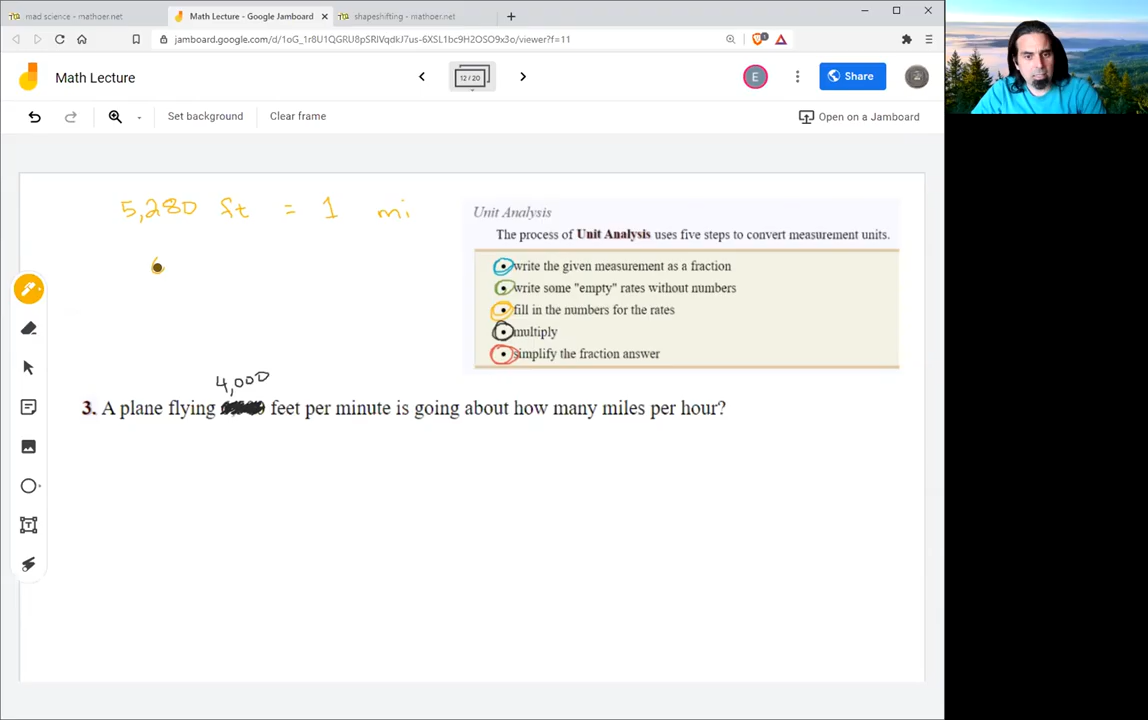 mad science - mathoer.net
Math Lecture - Google Jamboard
shapeshifting - mathoer.net
jamboard.google.com/d/1oG_1r8U1QGRU8pSRlVqdkJ7us-6XSL1bc9H2OSO9x3o/viewer?f=11
Math Lecture
12 / 20
E
Share
Set background
Clear frame
Open on a Jamboard
5,280 ft = 1 mi
6
Unit Analysis
The process of Unit Analysis uses five steps to convert measurement units.
write the given measurement as a fraction
write some "empty" rates without numbers
fill in the numbers for the rates
multiply
simplify the fraction answer
4,000
3. A plane flying feet per minute is going about how many miles per hour?